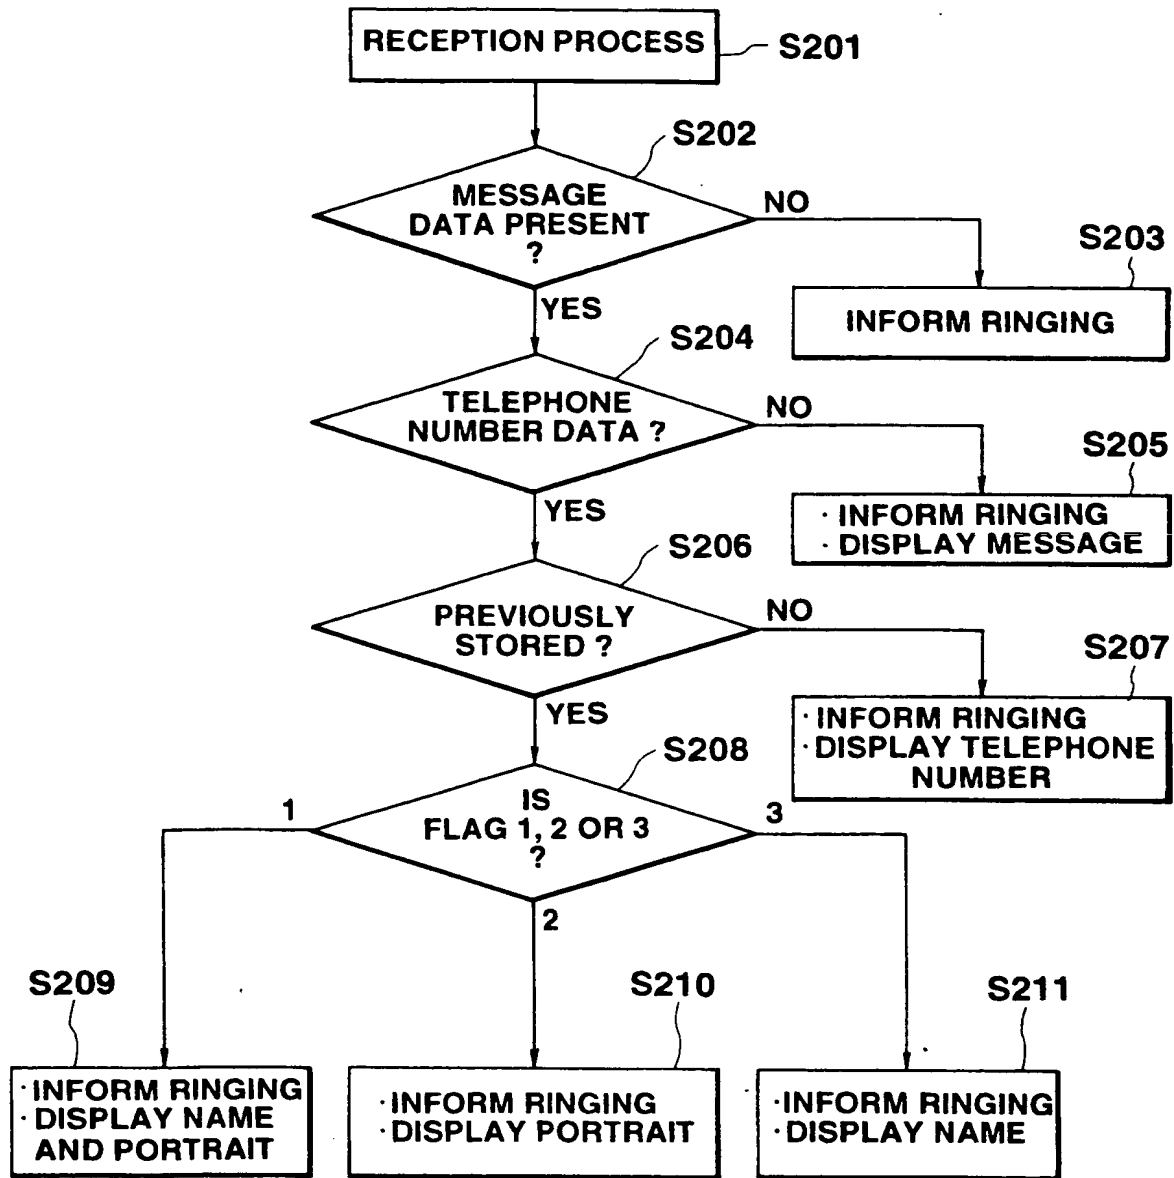 RECEPTION PROCESS
S201
S202
MESSAGE
DATA PRESENT
?
NO
YES
S203
INFORM RINGING
S204
TELEPHONE
NUMBER DATA ?
NO
YES
S205
· INFORM RINGING
· DISPLAY MESSAGE
S206
PREVIOUSLY
STORED ?
NO
YES
S207
· INFORM RINGING
· DISPLAY TELEPHONE
NUMBER
S208
IS
FLAG 1, 2 OR 3
?
1
2
3
S209
· INFORM RINGING
· DISPLAY NAME
AND PORTRAIT
S210
· INFORM RINGING
· DISPLAY PORTRAIT
S211
· INFORM RINGING
· DISPLAY NAME